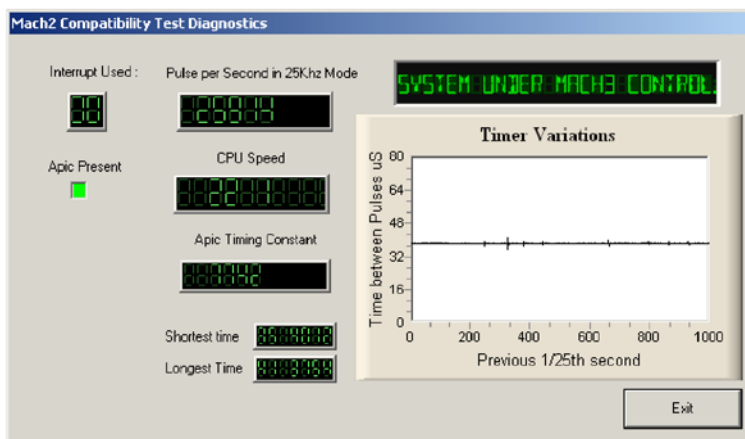 Mach2 Compatibility Test Diagnostics
Interrupt Used :
Pulse per Second in 25Khz Mode
SYSTEM UNDER MACH3 CONTROL.
Apic Present
CPU Speed
Apic Timing Constant
Shortest time
Longest Time
Timer Variations
Time between Pulses uS
80
64
48
32
16
0
0
200
400
600
800
1000
Previous 1/25th second
Exit